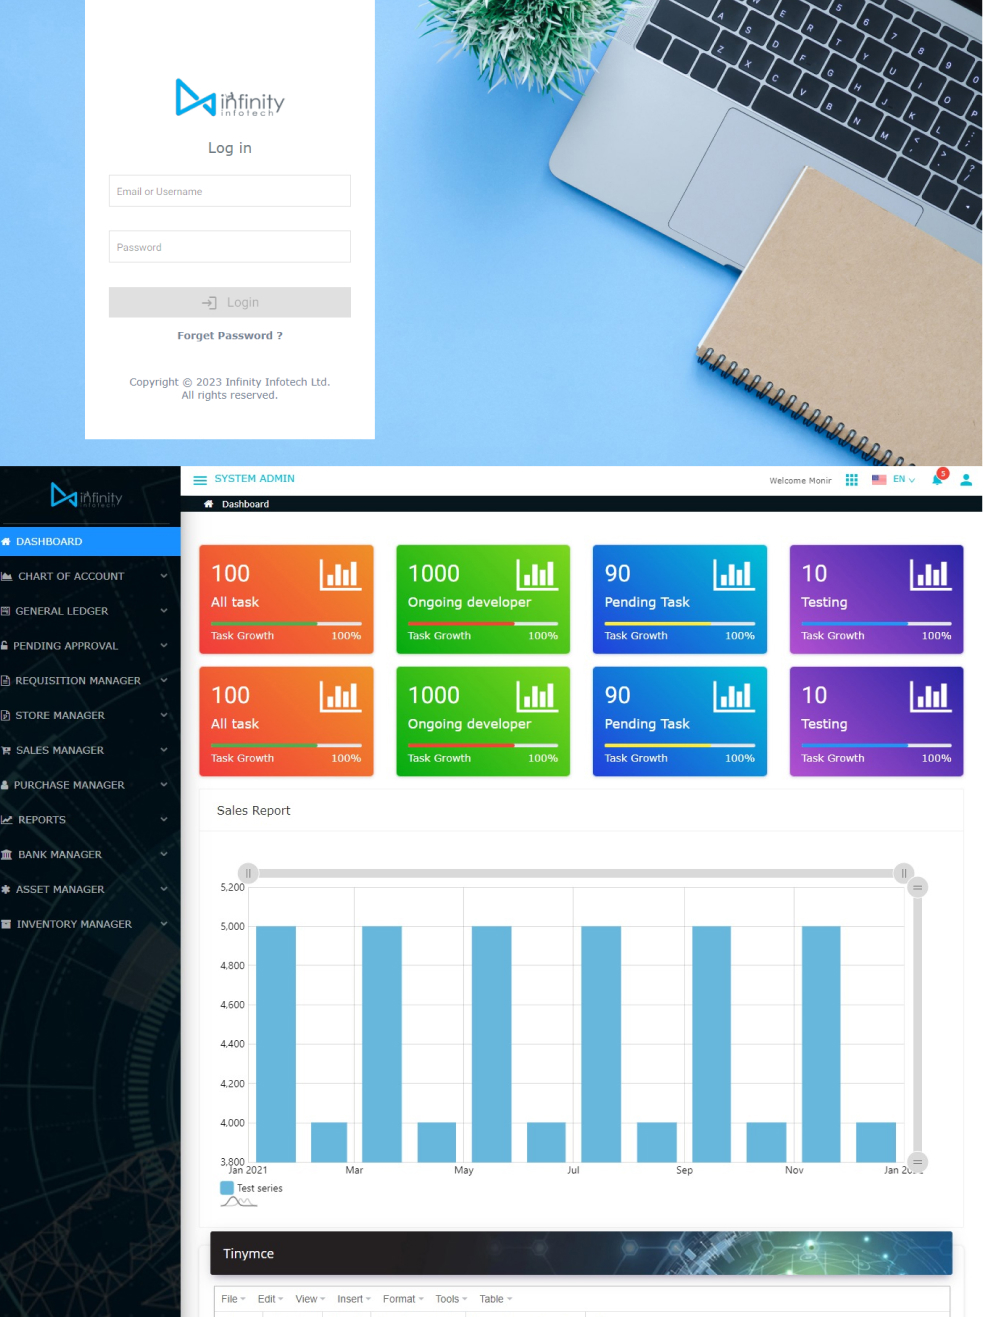 infinity
infotech
Log in
Email or Username
Password
Login
Forget Password ?
Copyright © 2023 Infinity Infotech Ltd.
All rights reserved.
infinity
infotech
SYSTEM ADMIN
Welcome Monir
EN
5
Dashboard
DASHBOARD
CHART OF ACCOUNT
GENERAL LEDGER
PENDING APPROVAL
REQUISITION MANAGER
STORE MANAGER
SALES MANAGER
PURCHASE MANAGER
REPORTS
BANK MANAGER
ASSET MANAGER
INVENTORY MANAGER
100
All task
Task Growth 100%
1000
Ongoing developer
Task Growth 100%
90
Pending Task
Task Growth 100%
10
Testing
Task Growth 100%
100
All task
Task Growth 100%
1000
Ongoing developer
Task Growth 100%
90
Pending Task
Task Growth 100%
10
Testing
Task Growth 100%
Sales Report
5,200
5,000
4,800
4,600
4,400
4,200
4,000
3,800
Jan 2021 Mar May Jul Sep Nov Jan
Test series
Tinymce
File Edit View Insert Format Tools Table